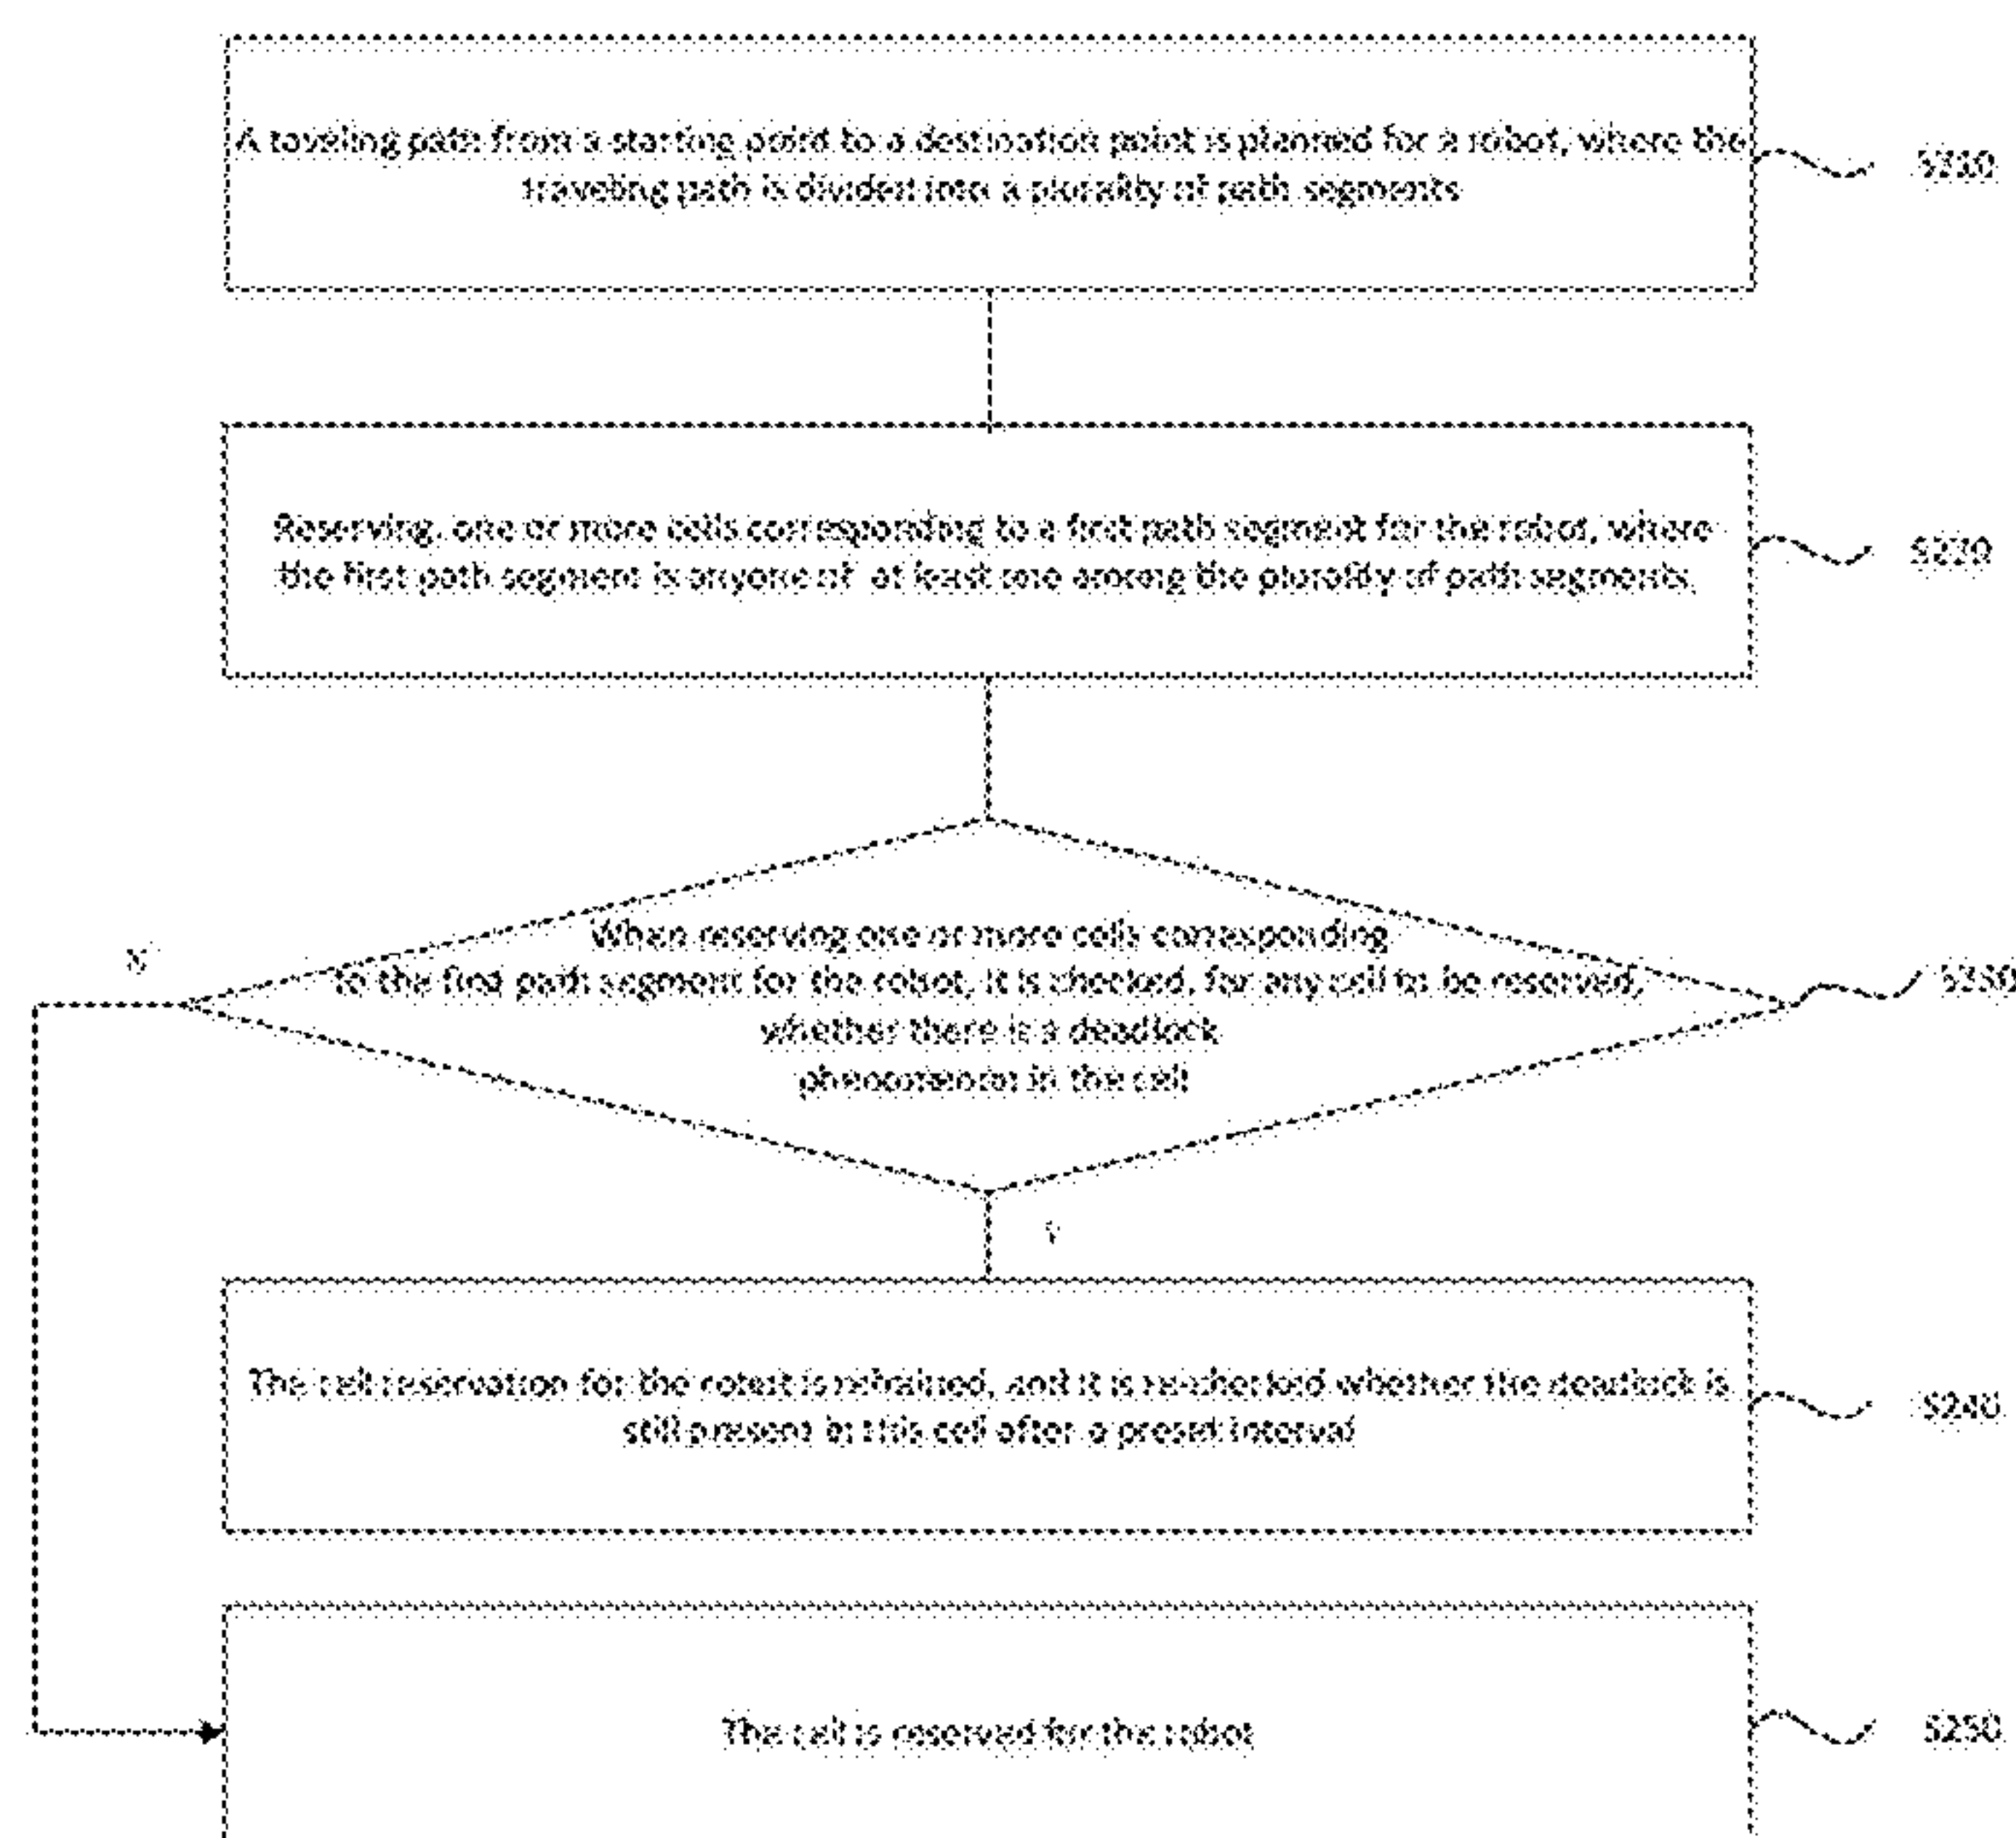 A taveling path from a starting point to a destination point is planned for a robot, where the
traveling path is divided into a plurality of path segments
S210
Reserving, one or more cells corresponding to a first path segment for the robot, where
the first path segment is anyone of at least one among the plurality of path segments.
S220
When reserving one or more cells corresponding
to the first path segment for the robot, it is checked, for any cell to be reserved,
whether there is a deadlock
phenomenon in the cell
S230
N
Y
The cell reservation for the robot is refrained, and it is re-checked whether the deadlock is
still present in this cell after a preset interval
S240
The cell is reserved for the robot
S250